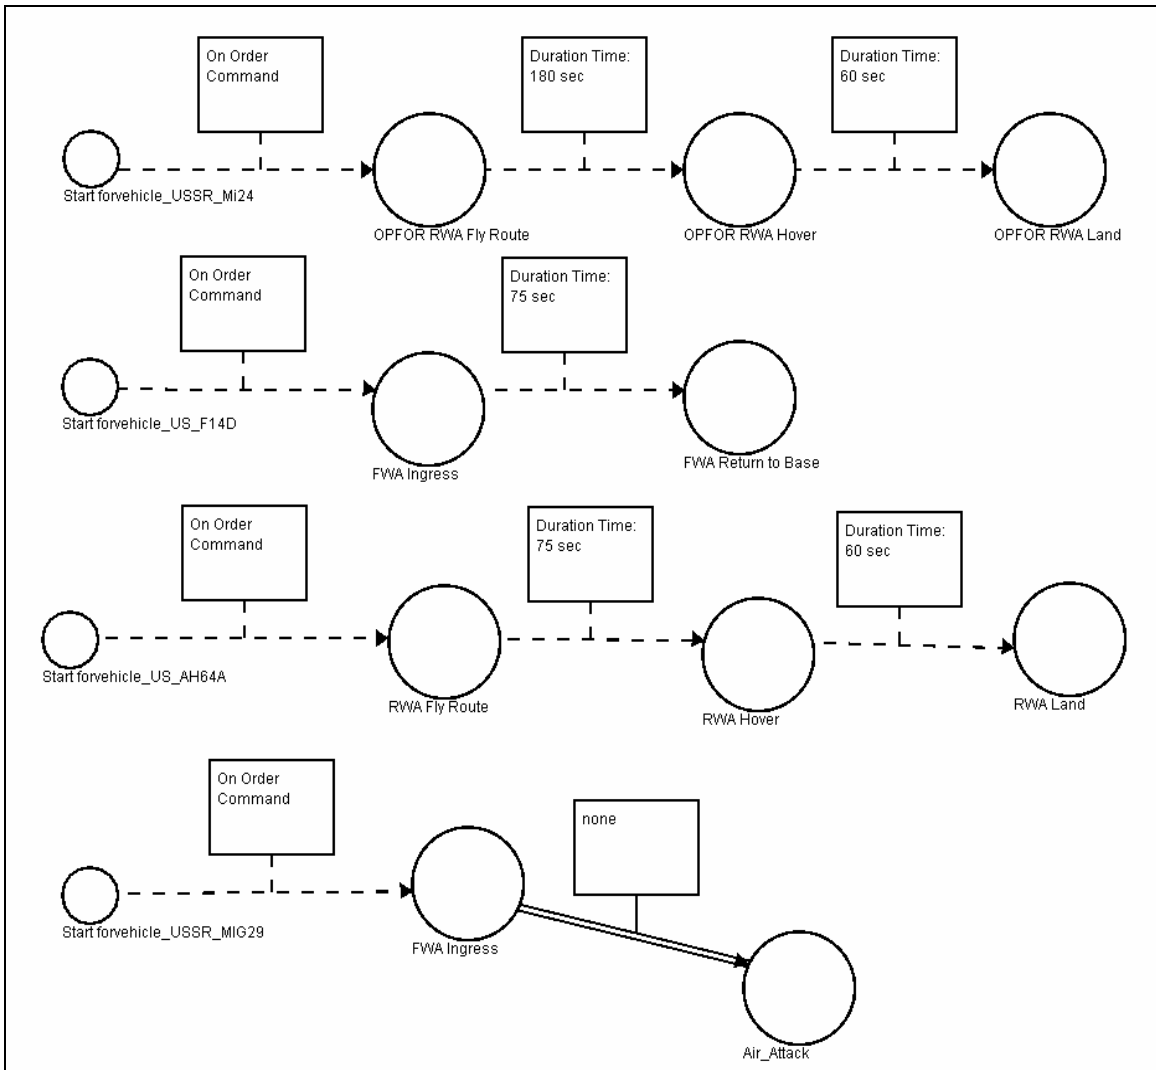 On Order
Command
Duration Time:
180 sec
Duration Time:
60 sec
Start forvehicle_USSR_Mi24
OPFOR RWA Fly Route
OPFOR RWA Hover
OPFOR RWA Land
On Order
Command
Duration Time:
75 sec
Start forvehicle_US_F14D
FWA Ingress
FWA Return to Base
On Order
Command
Duration Time:
75 sec
Duration Time:
60 sec
Start forvehicle_US_AH64A
RWA Fly Route
RWA Hover
RWA Land
On Order
Command
none
Start forvehicle_USSR_MIG29
FWA Ingress
Air_Attack